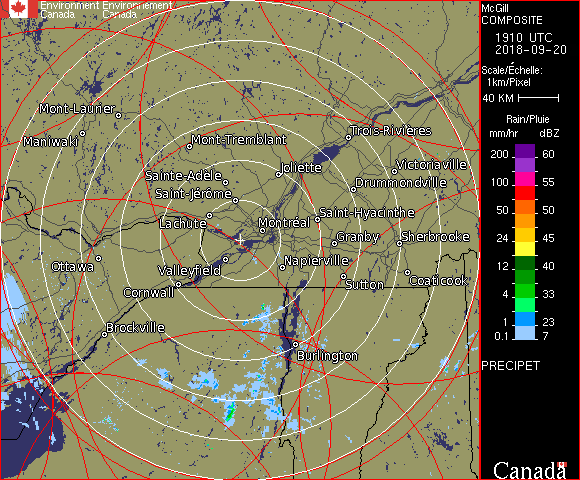 Environment Environnement
Canada Canada
McGill
COMPOSITE
1910 UTC
2018-09-20
Scale/Échelle:
1km/Pixel
40 KM
Rain/Pluie
mm/hr dBZ
200 60
100 55
50 50
24 45
12 40
4 33
1 23
0.1 7
PRECIPET
Mont-Laurier
Maniwaki
Mont-Tremblant
Trois-Rivières
Sainte-Adèle
Joliette
Victoriaville
Saint-Jérôme
Drummondville
Lachute
Montréal
Saint-Hyacinthe
Granby
Sherbrooke
Ottawa
Valleyfield
Napierville
Cornwall
Sutton
Coaticook
Brockville
Burlington
Canada